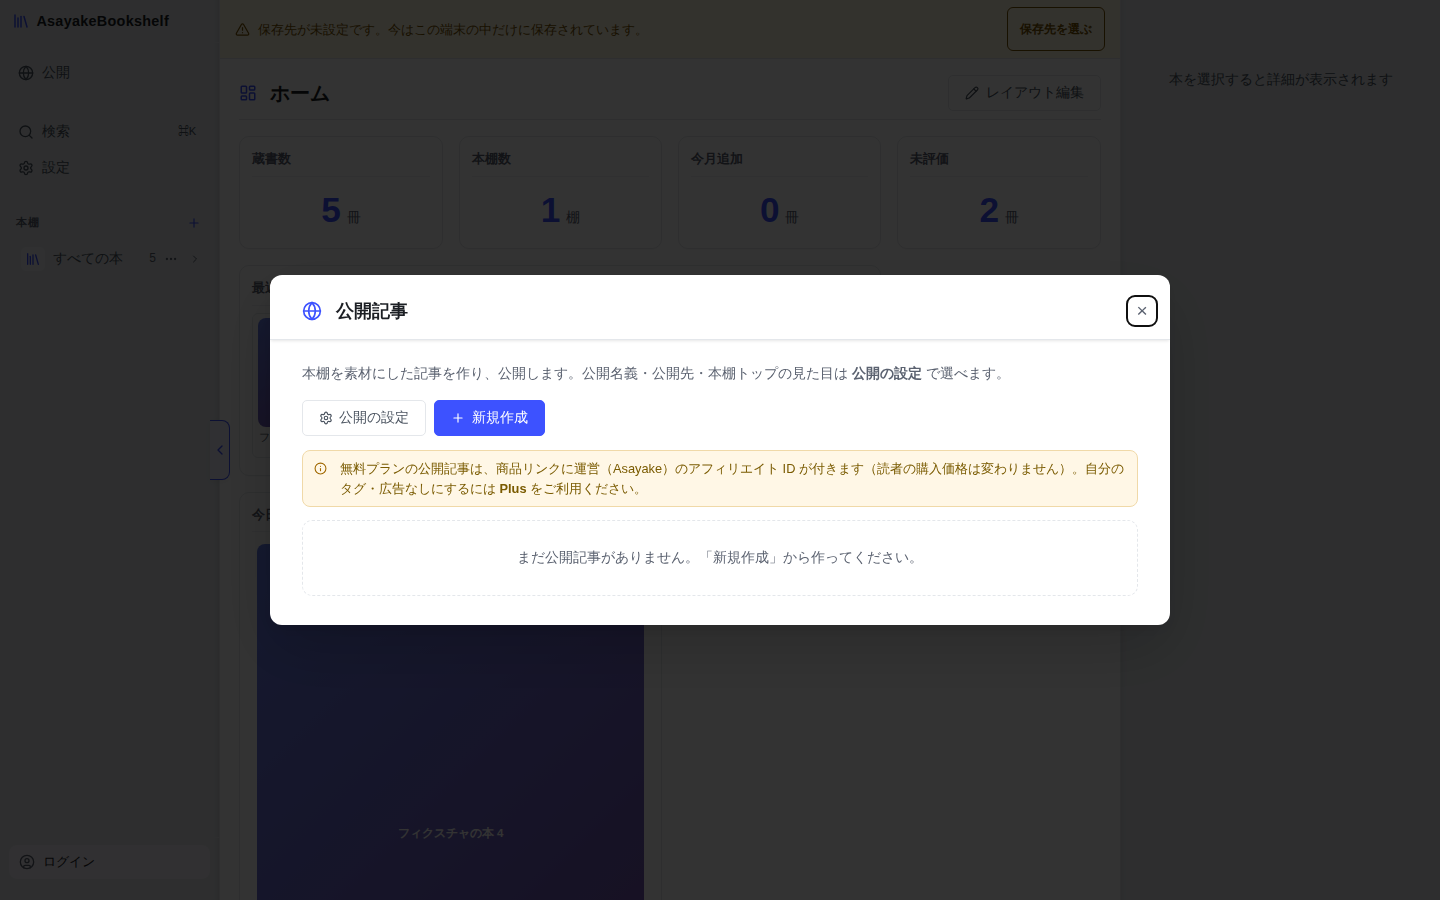 AsayakeBookshelf
公開
検索 ⌘K
設定
本棚
すべての本 5
ログイン
保存先が未設定です。今はこの端末の中だけに保存されています。
保存先を選ぶ
ホーム
レイアウト編集
蔵書数
5 冊
本棚数
1 棚
今月追加
0 冊
未評価
2 冊
本を選択すると詳細が表示されます
公開記事
本棚を素材にした記事を作り、公開します。公開名義・公開先・本棚トップの見た目は 公開の設定 で選べます。
公開の設定
新規作成
無料プランの公開記事は、商品リンクに運営（Asayake）のアフィリエイト ID が付きます（読者の購入価格は変わりません）。自分の
タグ・広告なしにするには Plus をご利用ください。
まだ公開記事がありません。「新規作成」から作ってください。
フィクスチャの本 4